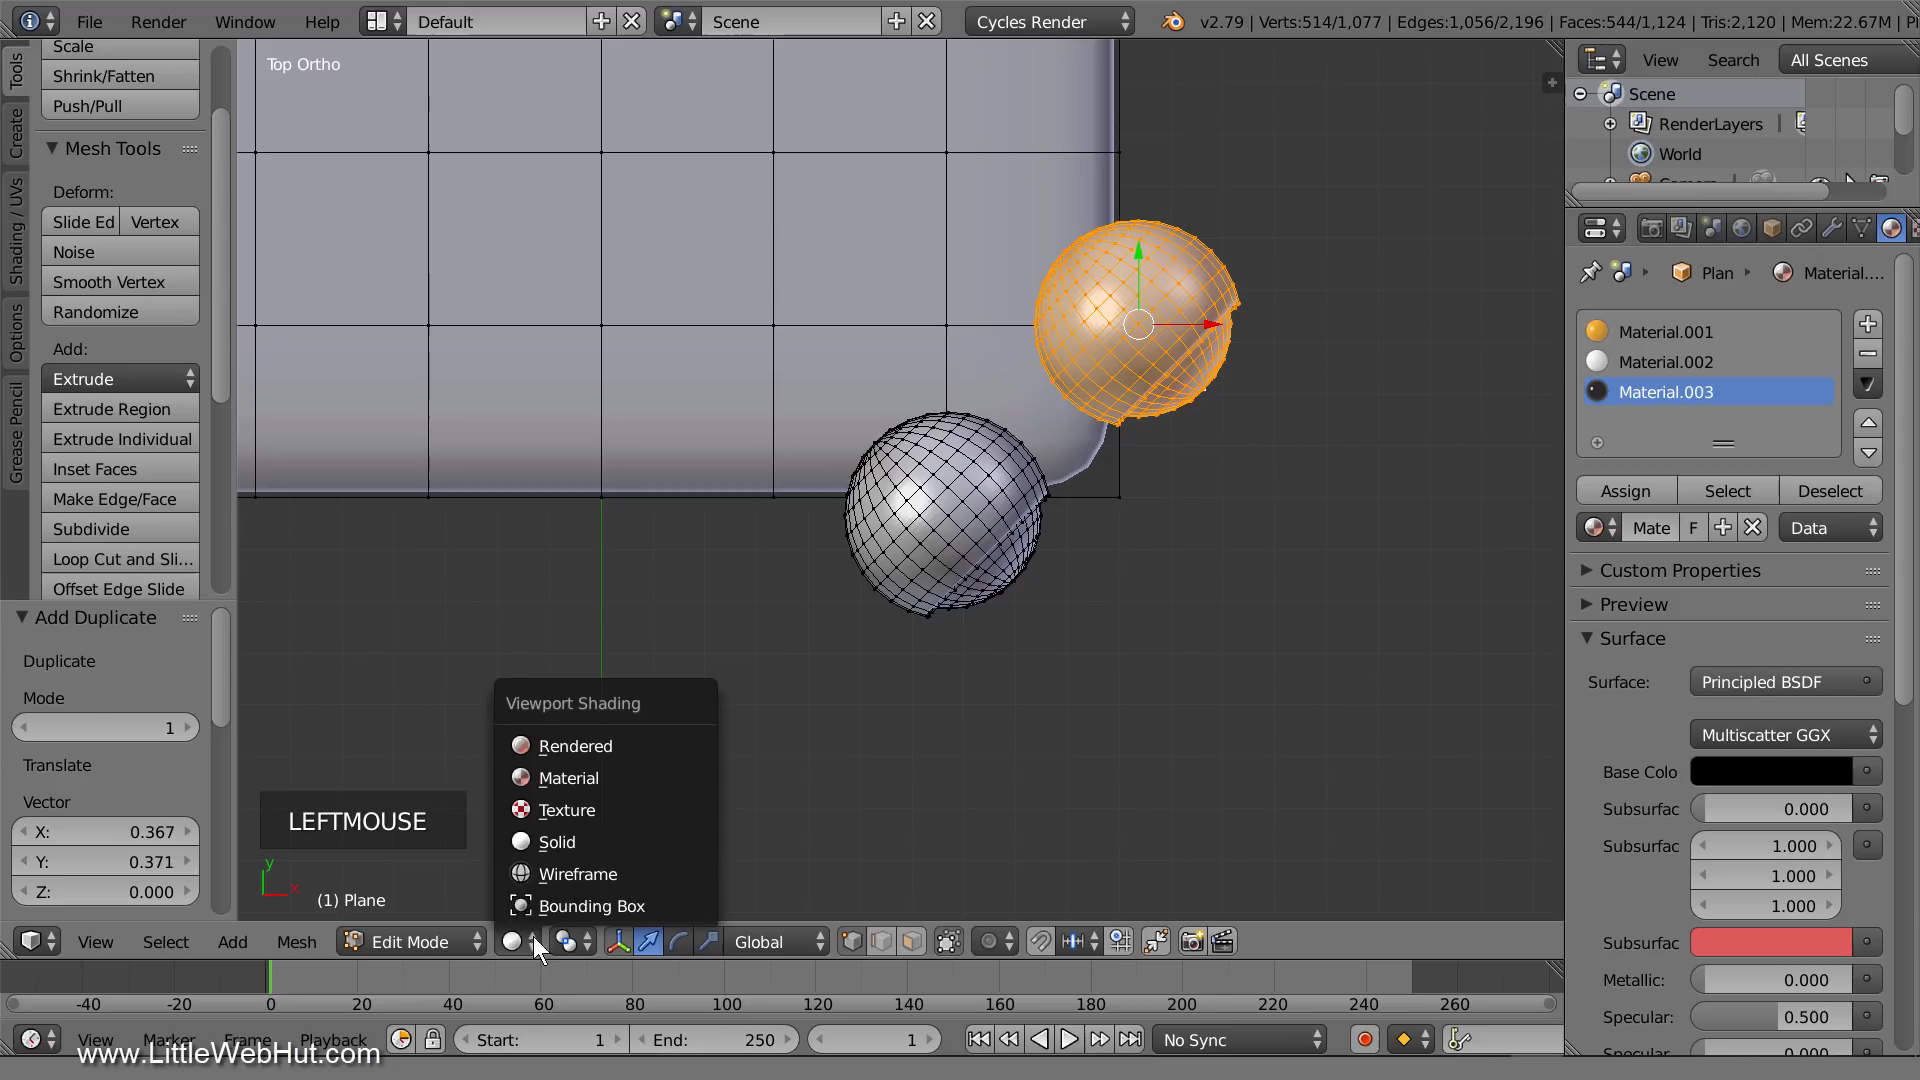 File Render Window Help Default Scene Cycles Render v2.79 | Verts:514/1,077 | Edges:1,056/2,196 | Faces:544/1,124 | Tris:2,120 | Mem:22.67M | Pl
Tools
Create
Shading / UVs
Options
Grease Pencil
Scale
Shrink/Fatten
Push/Pull
Mesh Tools
Deform:
Slide Ed Vertex
Noise
Smooth Vertex
Randomize
Add:
Extrude
Extrude Region
Extrude Individual
Inset Faces
Make Edge/Face
Subdivide
Loop Cut and Sli...
Offset Edge Slide
Add Duplicate
Duplicate
Mode
1
Translate
Vector
X: 0.367
Y: 0.371
Z: 0.000
Top Ortho
Viewport Shading
Rendered
Material
Texture
Solid
Wireframe
Bounding Box
LEFTMOUSE
y
x
(1) Plane
View Select Add Mesh Edit Mode Global
-40 -20 0 20 40 60 80 100 120 140 160 180 200 220 240 260
View Marker Frame Playback Start: 1 End: 250 1 No Sync
www.LittleWebHut.com
View Search All Scenes
Scene
RenderLayers
World
Plan Material....
Material.001
Material.002
Material.003
Assign Select Deselect
Mate F Data
Custom Properties
Preview
Surface
Surface: Principled BSDF
Multiscatter GGX
Base Colo
Subsurfac 0.000
Subsurfac 1.000
1.000
1.000
Subsurfac
Metallic: 0.000
Specular: 0.500